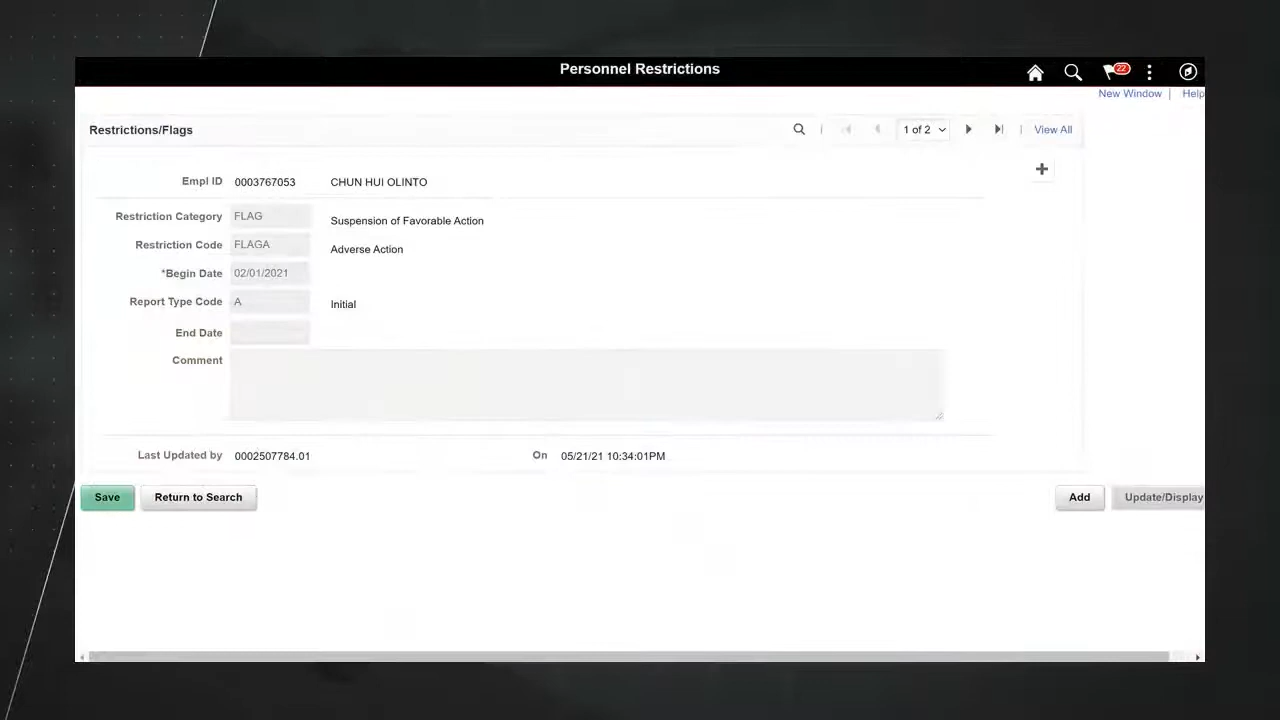 Personnel Restrictions
22
New Window | Help
Restrictions/Flags
1 of 2
View All
Empl ID 0003767053 CHUN HUI OLINTO
Restriction Category FLAG Suspension of Favorable Action
Restriction Code FLAGA Adverse Action
*Begin Date 02/01/2021
Report Type Code A Initial
End Date
Comment
Last Updated by 0002507784.01 On 05/21/21 10:34:01PM
Save Return to Search Add Update/Display